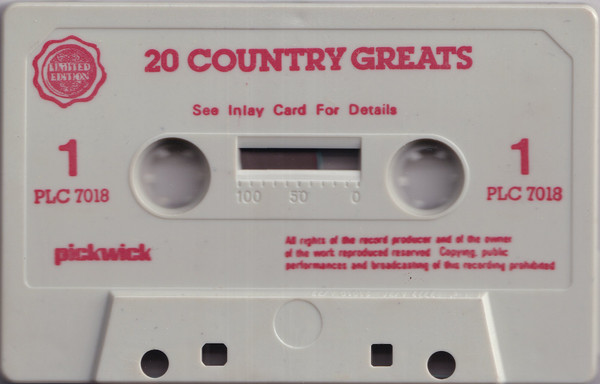 LIMITED
EDITION
20 COUNTRY GREATS
See Inlay Card For Details
1
1
PLC 7018
PLC 7018
100 50 0
pickwick
All rights of the record producer and of the owner
of the work reproduced reserved Copying, public
performances and broadcasting of this recording prohibited